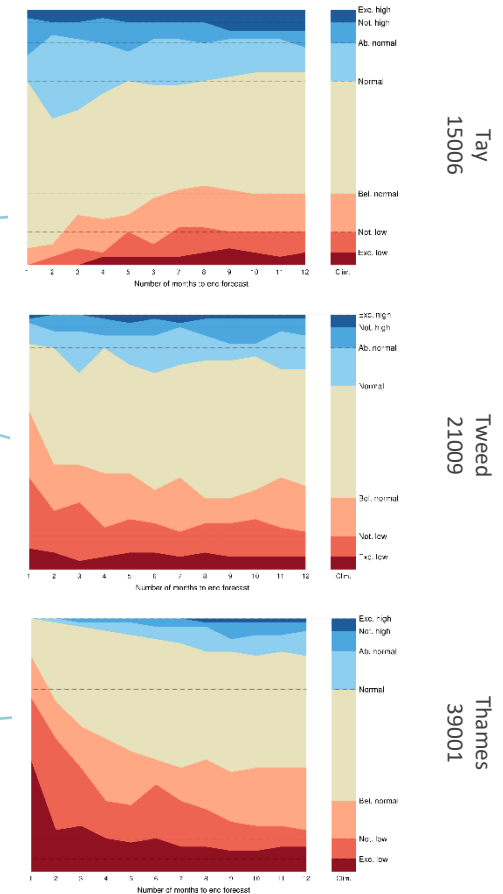 Exc. high
Not. high
Ab. normal
Normal
Bel. normal
Not. low
Exc. low
1 2 3 4 5 6 7 8 9 10 11 12 Clim.
Number of months to end forecast
Tay
15006
Exc. high
Not. high
Ab. normal
Normal
Bel. normal
Not. low
Exc. low
1 2 3 4 5 6 7 8 9 10 11 12 Clim.
Number of months to end forecast
Tweed
21009
Exc. high
Not. high
Ab. normal
Normal
Bel. normal
Not. low
Exc. low
1 2 3 4 5 6 7 8 9 10 11 12 Clim.
Number of months to end forecast
Thames
39001